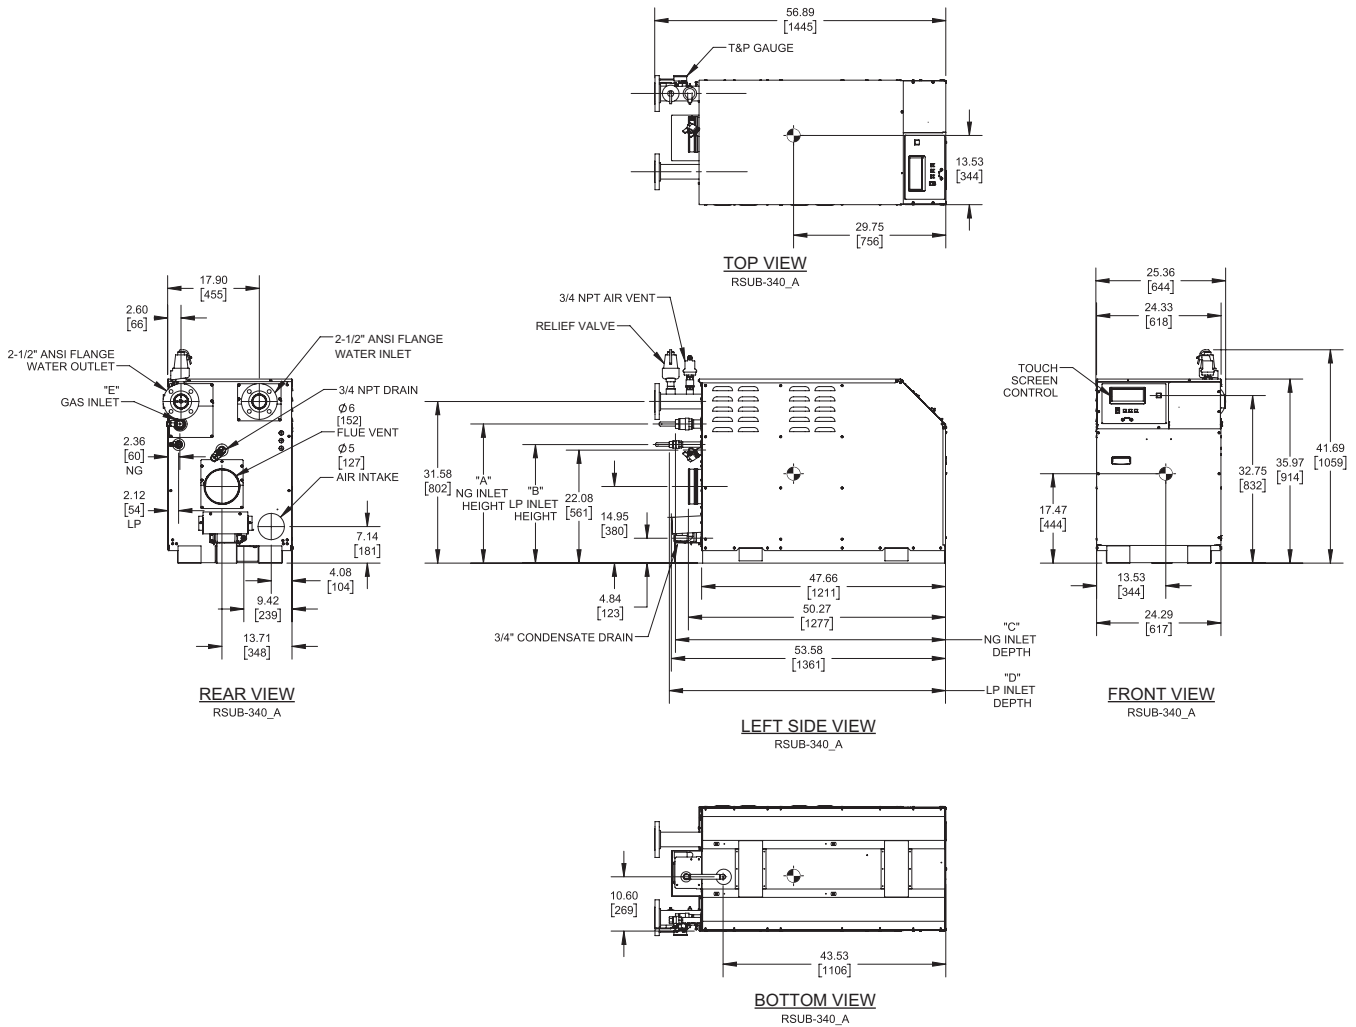 56.89
[1445]
T&P GAUGE
13.53
[344]
29.75
[756]
TOP VIEW
RSUB-340_A
17.90
[455]
2.60
[66]
2-1/2" ANSI FLANGE
WATER OUTLET
"E"
GAS INLET
2-1/2" ANSI FLANGE
WATER INLET
3/4 NPT DRAIN
Ø6
[152]
FLUE VENT
Ø5
[127]
AIR INTAKE
2.36
[60]
NG
2.12
[54]
LP
7.14
[181]
4.08
[104]
9.42
[239]
13.71
[348]
REAR VIEW
RSUB-340_A
3/4 NPT AIR VENT
RELIEF VALVE
31.58
[802]
"A"
NG INLET
HEIGHT
"B"
LP INLET
HEIGHT
22.08
[561]
14.95
[380]
4.84
[123]
3/4" CONDENSATE DRAIN
47.66
[1211]
50.27
[1277]
"C"
NG INLET
DEPTH
53.58
[1361]
"D"
LP INLET
DEPTH
LEFT SIDE VIEW
RSUB-340_A
25.36
[644]
24.33
[618]
TOUCH
SCREEN
CONTROL
41.69
[1059]
35.97
[914]
32.75
[832]
17.47
[444]
13.53
[344]
24.29
[617]
FRONT VIEW
RSUB-340_A
10.60
[269]
43.53
[1106]
BOTTOM VIEW
RSUB-340_A